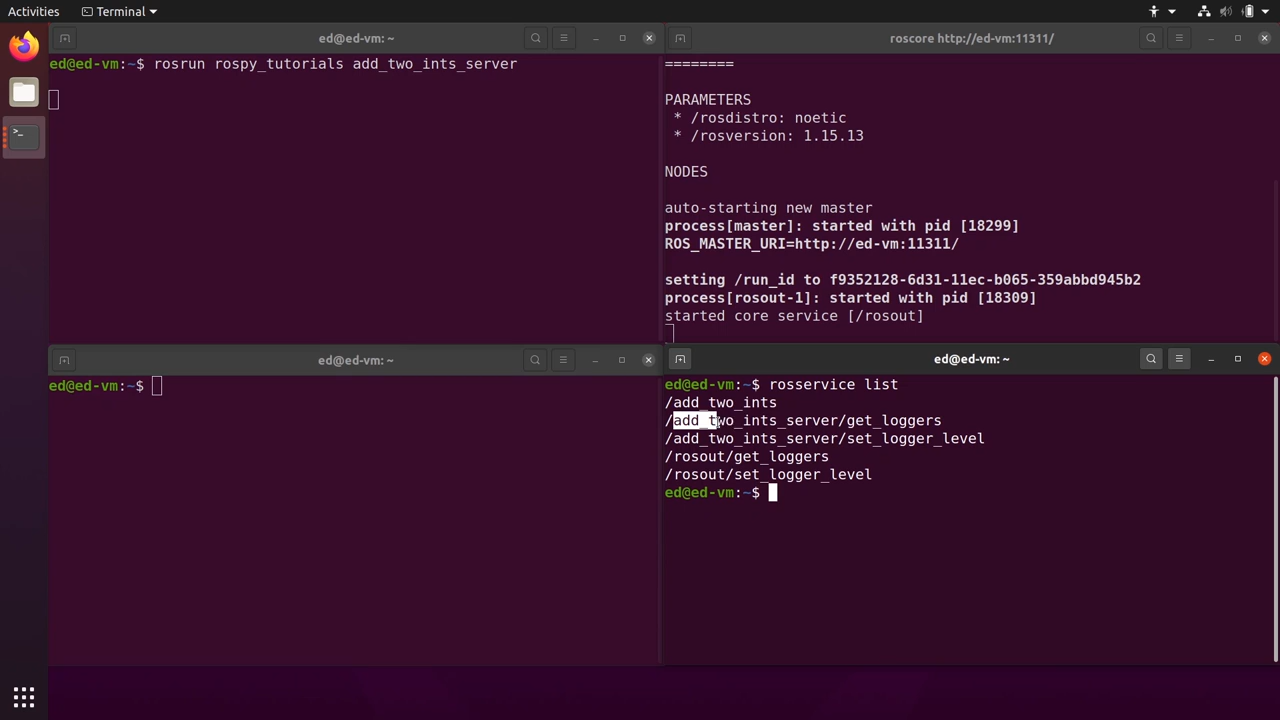 Activities
Terminal
ed@ed-vm: ~
ed@ed-vm:~$ rosrun rospy_tutorials add_two_ints_server
roscore http://ed-vm:11311/
========
PARAMETERS
* /rosdistro: noetic
* /rosversion: 1.15.13
NODES
auto-starting new master
process[master]: started with pid [18299]
ROS_MASTER_URI=http://ed-vm:11311/
setting /run_id to f9352128-6d31-11ec-b065-359abbd945b2
process[rosout-1]: started with pid [18309]
started core service [/rosout]
ed@ed-vm: ~
ed@ed-vm:~$
ed@ed-vm: ~
ed@ed-vm:~$ rosservice list
/add_two_ints
/add_two_ints_server/get_loggers
/add_two_ints_server/set_logger_level
/rosout/get_loggers
/rosout/set_logger_level
ed@ed-vm:~$